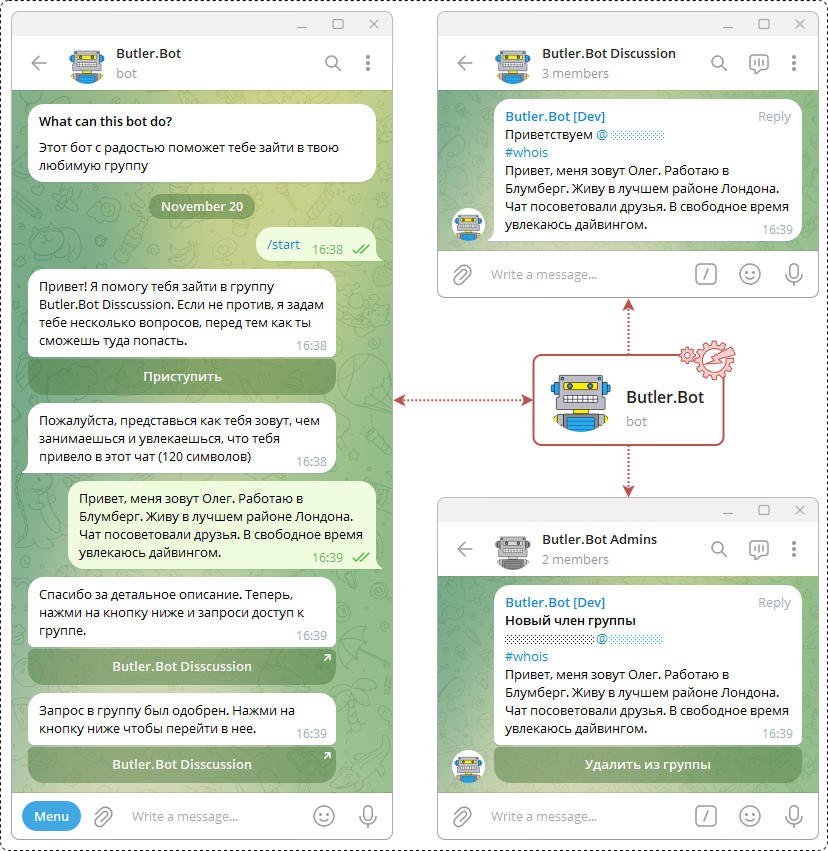 Butler.Bot
bot
What can this bot do?
Этот бот с радостью поможет тебе зайти в твою
любимую группу
November 20
/start 16:38
Привет! Я помогу тебя зайти в группу
Butler.Bot Disscussion. Если не против, я задам
тебе несколько вопросов, перед тем как ты
сможешь туда попасть.
16:38
Приступить
Пожалуйста, представься как тебя зовут, чем
занимаешься и увлекаешься, что тебя
привело в этот чат (120 символов)
16:38
Привет, меня зовут Олег. Работаю в
Блумберг. Живу в лучшем районе Лондона.
Чат посоветовали друзья. В свободное время
увлекаюсь дайвингом.
16:39
Спасибо за детальное описание. Теперь,
нажми на кнопку ниже и запроси доступ к
группе.
16:39
Butler.Bot Disscussion
Запрос в группу был одобрен. Нажми на
кнопку ниже чтобы перейти в нее.
16:39
Butler.Bot Disscussion
Menu
Write a message...
Butler.Bot Discussion
3 members
Butler.Bot [Dev] Reply
Приветствуем @
#whois
Привет, меня зовут Олег. Работаю в
Блумберг. Живу в лучшем районе Лондона.
Чат посоветовали друзья. В свободное время
увлекаюсь дайвингом.
16:39
Write a message...
Butler.Bot
bot
Butler.Bot Admins
2 members
Butler.Bot [Dev] Reply
Новый член группы
@
#whois
Привет, меня зовут Олег. Работаю в
Блумберг. Живу в лучшем районе Лондона.
Чат посоветовали друзья. В свободное время
увлекаюсь дайвингом.
16:39
Удалить из группы
Write a message...